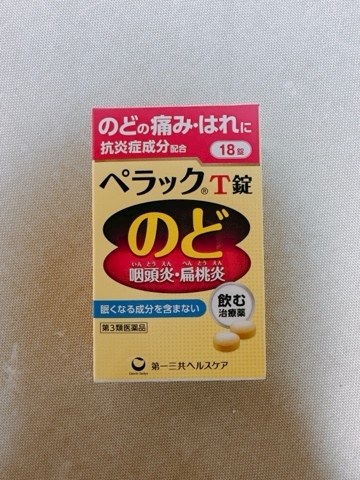 のどの痛み・はれに
抗炎症成分配合
18錠
ペラック®T錠
のど
いんとうえん へんとうえん
咽頭炎・扁桃炎
眠くなる成分を含まない
飲む
治療薬
第3類医薬品
第一三共ヘルスケア